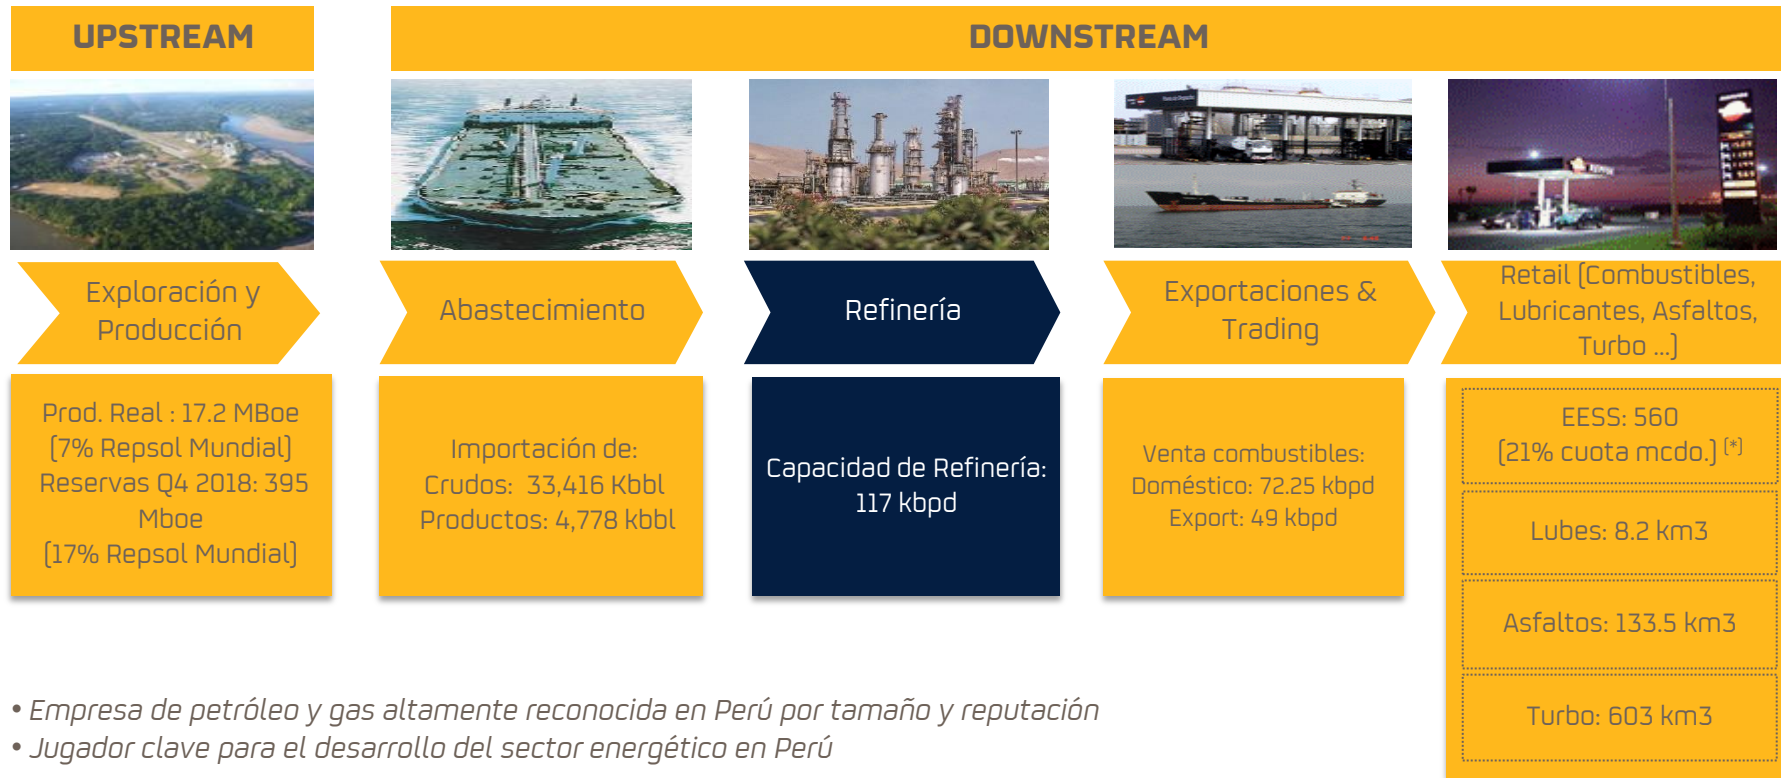 UPSTREAM
DOWNSTREAM
Exploración y
Producción
Abastecimiento
Refinería
Exportaciones &
Trading
Retail (Combustibles,
Lubricantes, Asfaltos,
Turbo ...)
Prod. Real : 17.2 MBoe
(7% Repsol Mundial)
Reservas Q4 2018: 395
Mboe
(17% Repsol Mundial)
Importación de:
Crudos: 33,416 Kbbl
Productos: 4,778 kbbl
Capacidad de Refinería:
117 kbpd
Venta combustibles:
Doméstico: 72.25 kbpd
Export: 49 kbpd
EESS: 560
(21% cuota mcdo.) (*)
Lubes: 8.2 km3
Asfaltos: 133.5 km3
Turbo: 603 km3
• Empresa de petróleo y gas altamente reconocida en Perú por tamaño y reputación
• Jugador clave para el desarrollo del sector energético en Perú